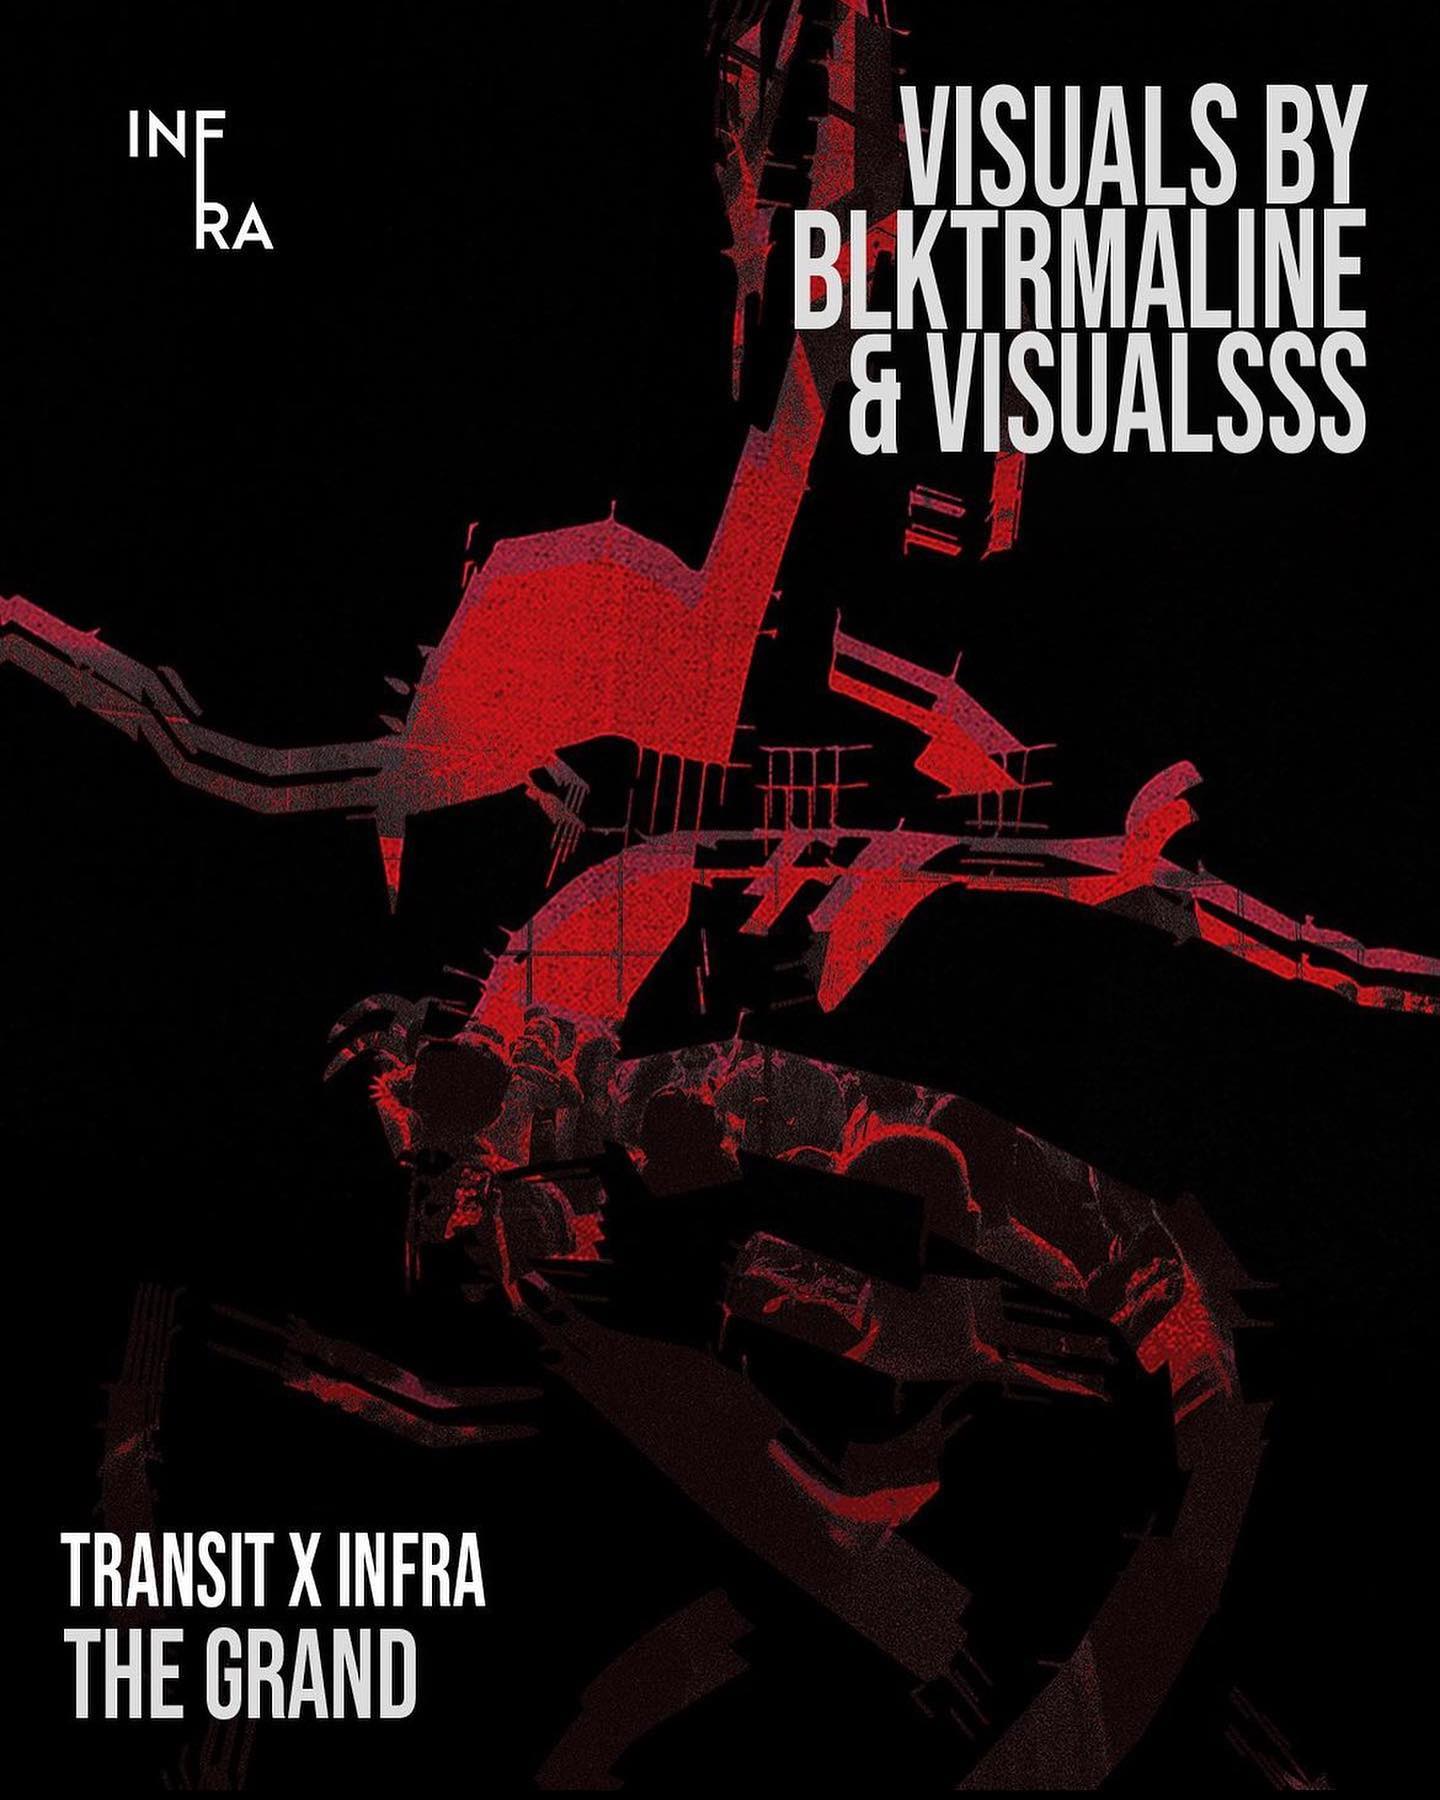 INF
RA
VISUALS BY
BLKTRMALINE
& VISUALSSS
TRANSIT X INFRA
THE GRAND